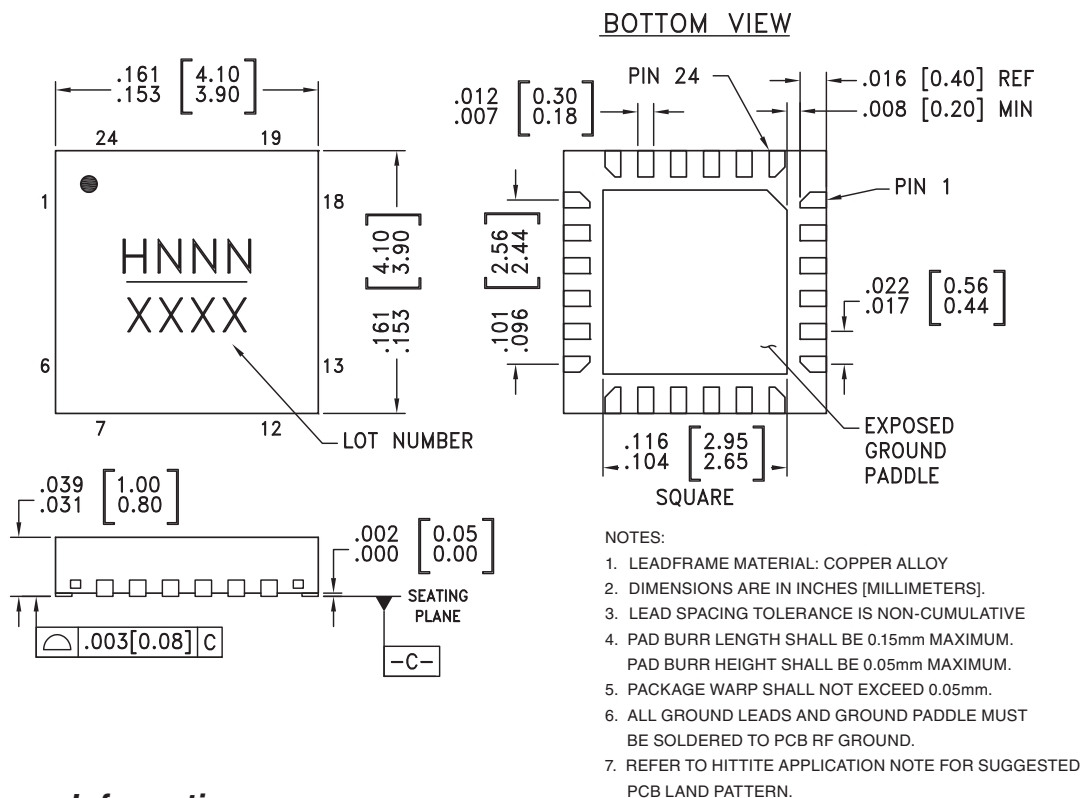 BOTTOM VIEW
.161 [4.10]
.153 [3.90]
24 19
1 18
HNNN
XXXX
6 13
7 12
LOT NUMBER
[4.10]
[3.90]
.161
.153
PIN 24
.016 [0.40] REF
.008 [0.20] MIN
.012 [0.30]
.007 [0.18]
PIN 1
[2.56]
[2.44]
.101
.096
.022 [0.56]
.017 [0.44]
.116 [2.95]
.104 [2.65]
SQUARE
EXPOSED
GROUND
PADDLE
.039 [1.00]
.031 [0.80]
.002 [0.05]
.000 [0.00]
SEATING
PLANE
.003[0.08] C
-C-
NOTES:
1. LEADFRAME MATERIAL: COPPER ALLOY
2. DIMENSIONS ARE IN INCHES [MILLIMETERS].
3. LEAD SPACING TOLERANCE IS NON-CUMULATIVE
4. PAD BURR LENGTH SHALL BE 0.15mm MAXIMUM.
PAD BURR HEIGHT SHALL BE 0.05mm MAXIMUM.
5. PACKAGE WARP SHALL NOT EXCEED 0.05mm.
6. ALL GROUND LEADS AND GROUND PADDLE MUST
BE SOLDERED TO PCB RF GROUND.
7. REFER TO HITTITE APPLICATION NOTE FOR SUGGESTED
PCB LAND PATTERN.